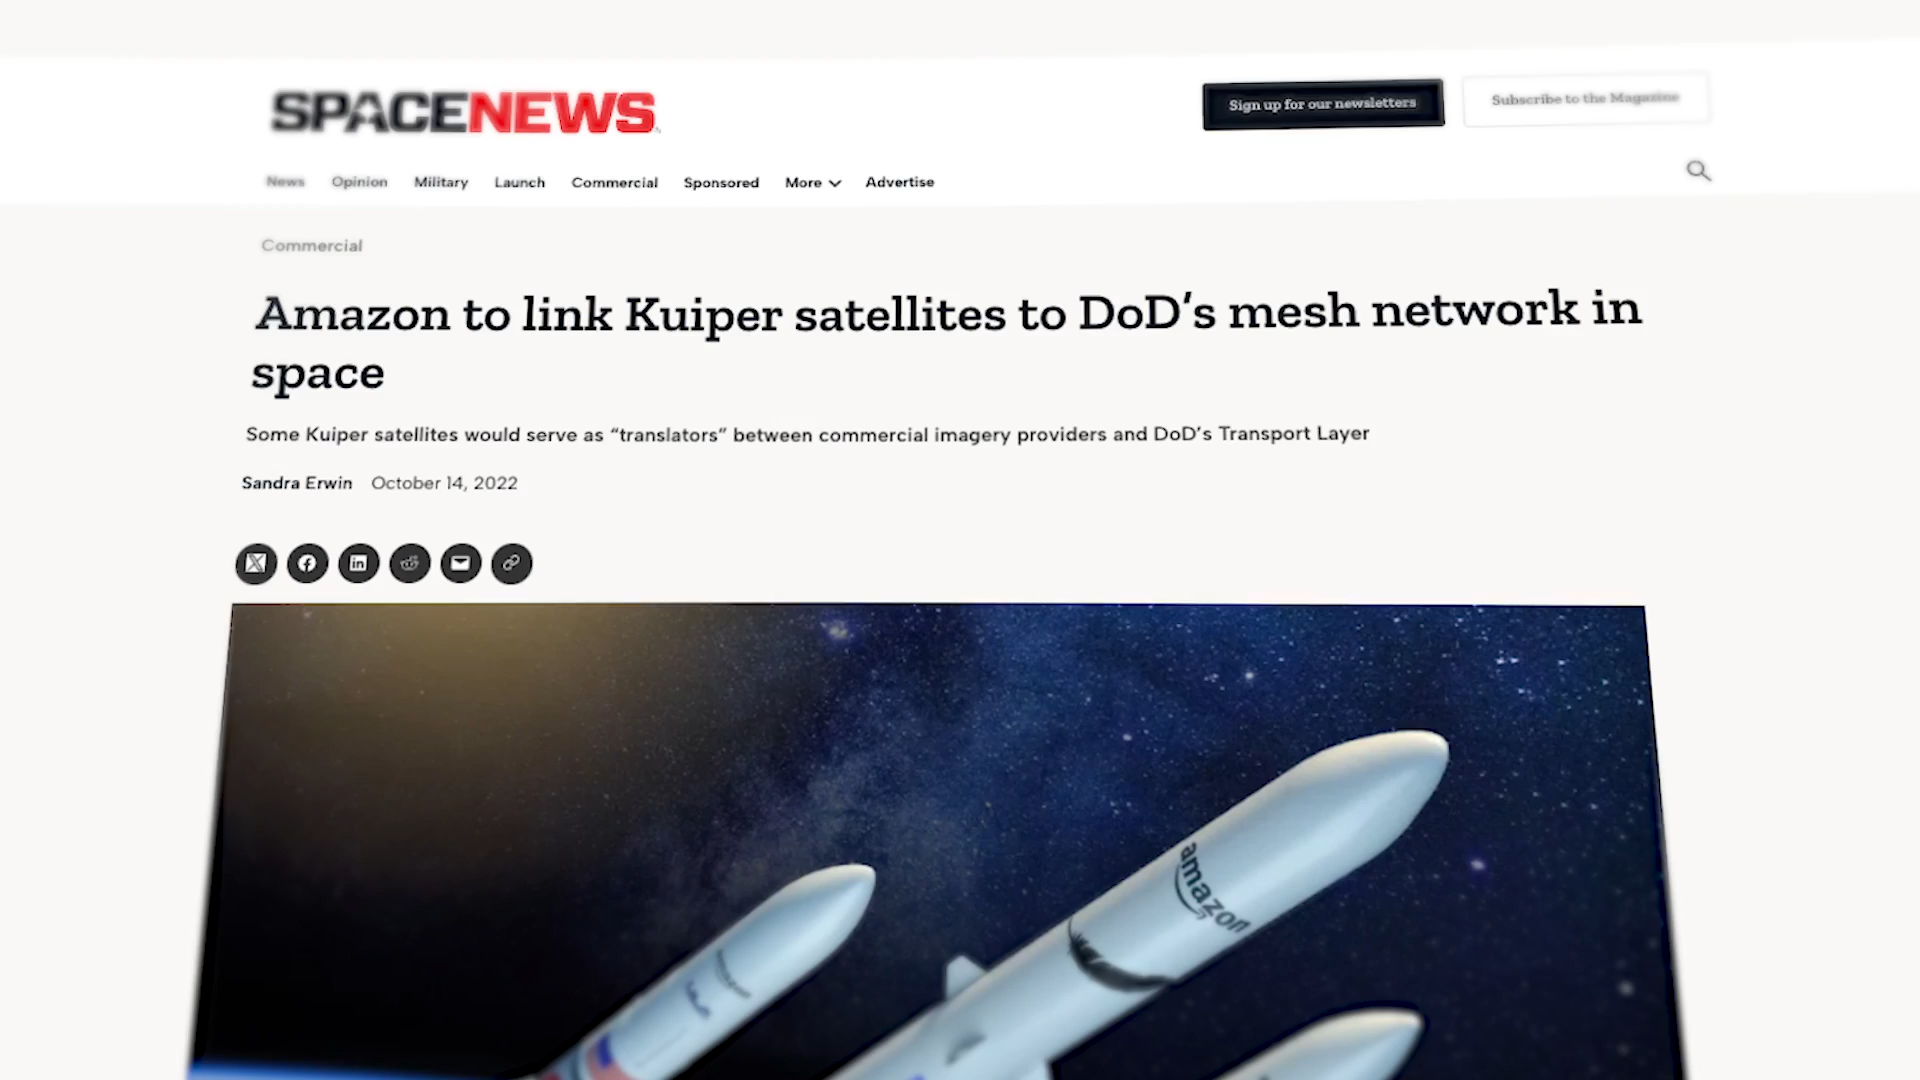 SPACENEWS
Sign up for our newsletters
Subscribe to the Magazine
News Opinion Military Launch Commercial Sponsored More Advertise
Commercial
Amazon to link Kuiper satellites to DoD’s mesh network in
space
Some Kuiper satellites would serve as “translators” between commercial imagery providers and DoD’s Transport Layer
Sandra Erwin October 14, 2022
amazon